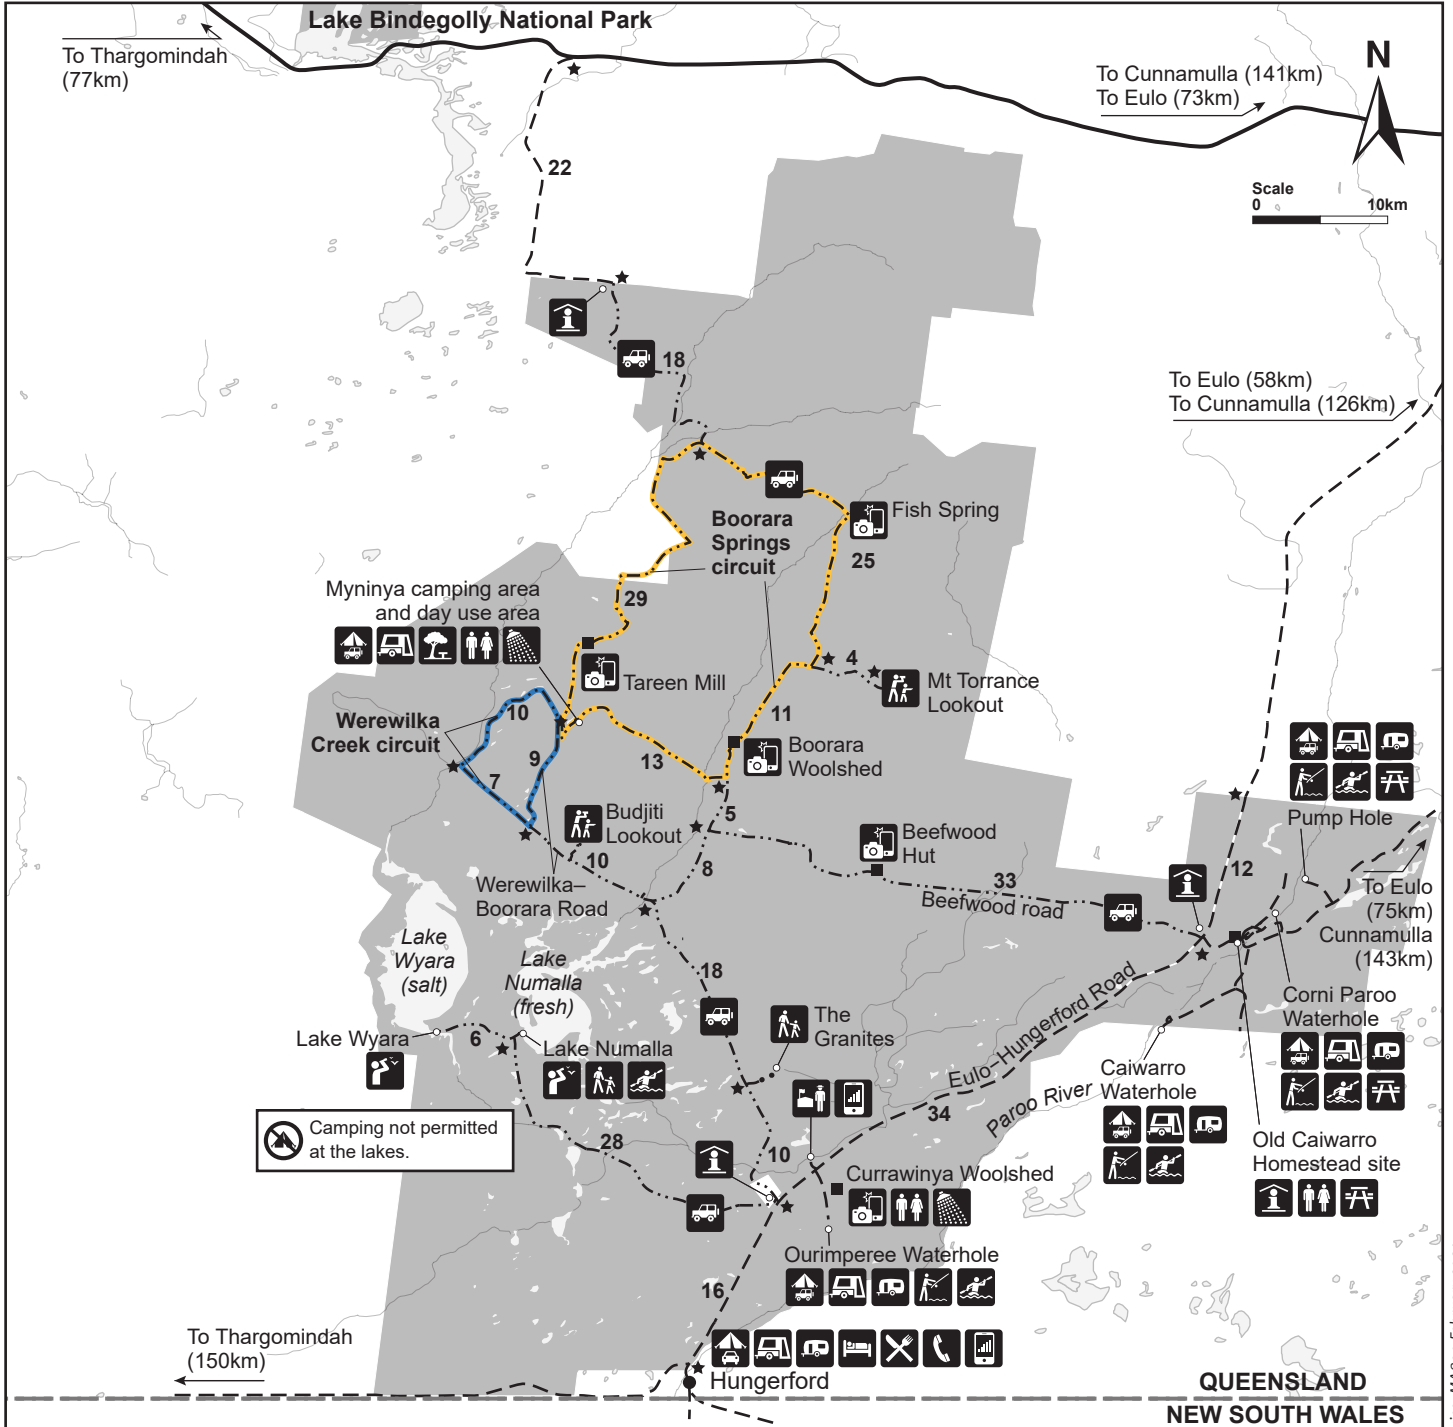 Lake Bindegolly National Park
To Thargomindah
(77km)
To Cunnamulla (141km)
To Eulo (73km)
N
Scale
0
10km
22
18
To Eulo (58km)
To Cunnamulla (126km)
Fish Spring
Boorara
Springs
circuit
25
29
Myninya camping area
and day use area
4
Tareen Mill
Mt Torrance
Lookout
11
10
Werewilka
Creek circuit
9
13
Boorara
Woolshed
7
5
Budjiti
Lookout
10
8
Beefwood
Hut
33
Beefwood road
Werewilka–
Boorara Road
Pump Hole
12
To Eulo
(75km)
Cunnamulla
(143km)
Lake
Wyara
(salt)
Lake
Numalla
(fresh)
18
The
Granites
Eulo–Hungerford Road
Corni Paroo
Waterhole
Lake Wyara
6
Lake Numalla
Caiwarro
Waterhole
Paroo River
34
Camping not permitted
at the lakes.
28
10
Old Caiwarro
Homestead site
Currawinya Woolshed
Ourimperee Waterhole
16
To Thargomindah
(150km)
Hungerford
QUEENSLAND
NEW SOUTH WALES